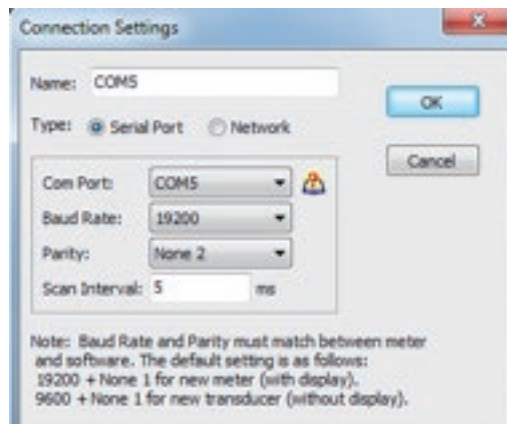 Connection Settings
Name: COM5
OK
Type: Serial Port Network
Cancel
Com Port: COM5
Baud Rate: 19200
Parity: None 2
Scan Interval: 5 ms
Note: Baud Rate and Parity must match between meter
and software. The default setting is as follows:
19200 + None 1 for new meter (with display).
9600 + None 1 for new transducer (without display).